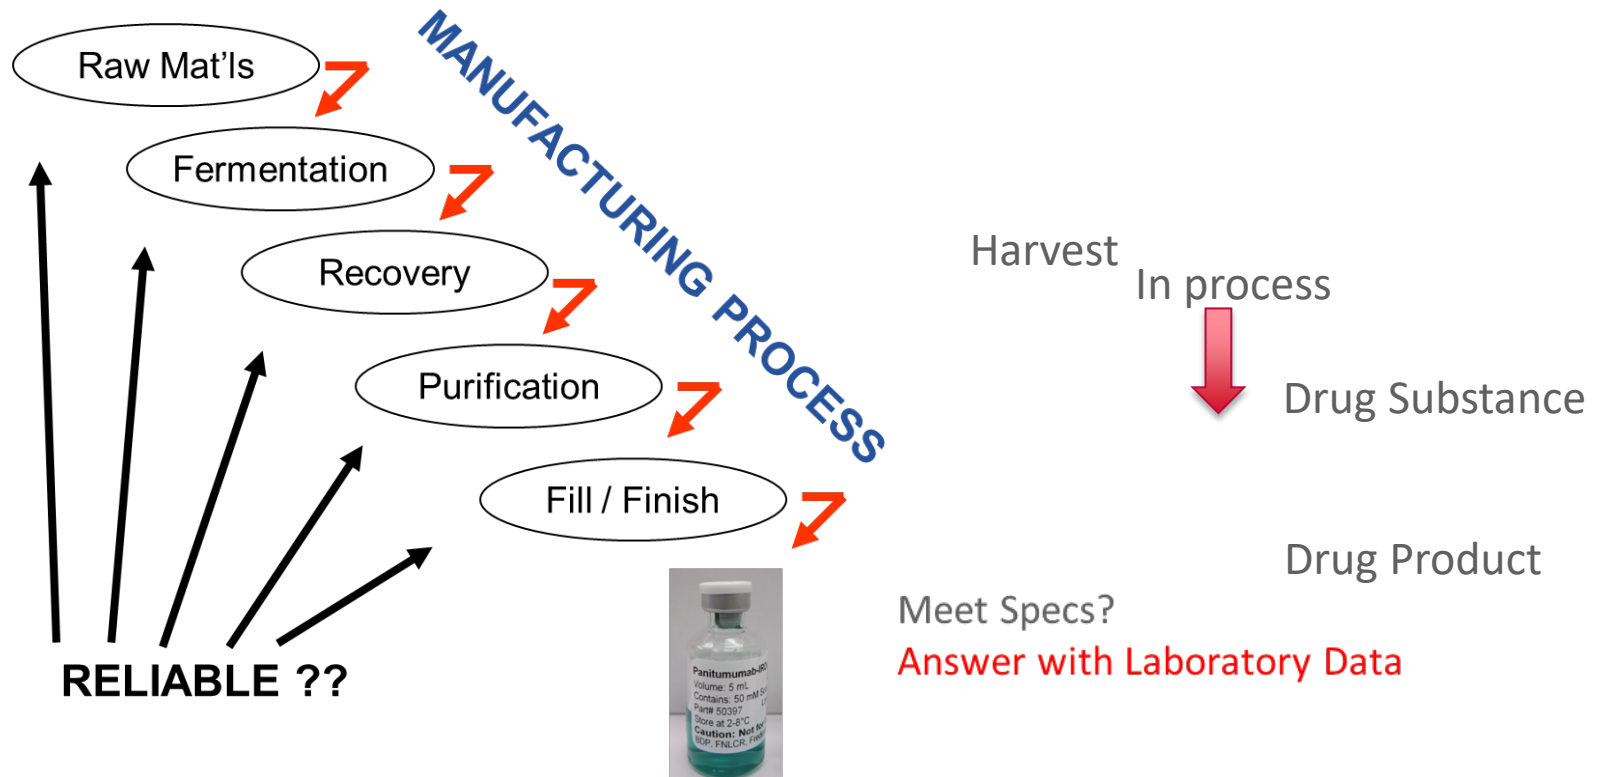 Raw Mat'ls
MANUFACTURING PROCESS
Fermentation
Recovery
Harvest
In process
Purification
Drug Substance
Fill / Finish
Drug Product
Meet Specs?
Answer with Laboratory Data
RELIABLE ??
Volume: 5 mL
Contains: 50 mM
Part# 50397
Store at 2-8°C
Caution: Not for
BDP, FNLCR,